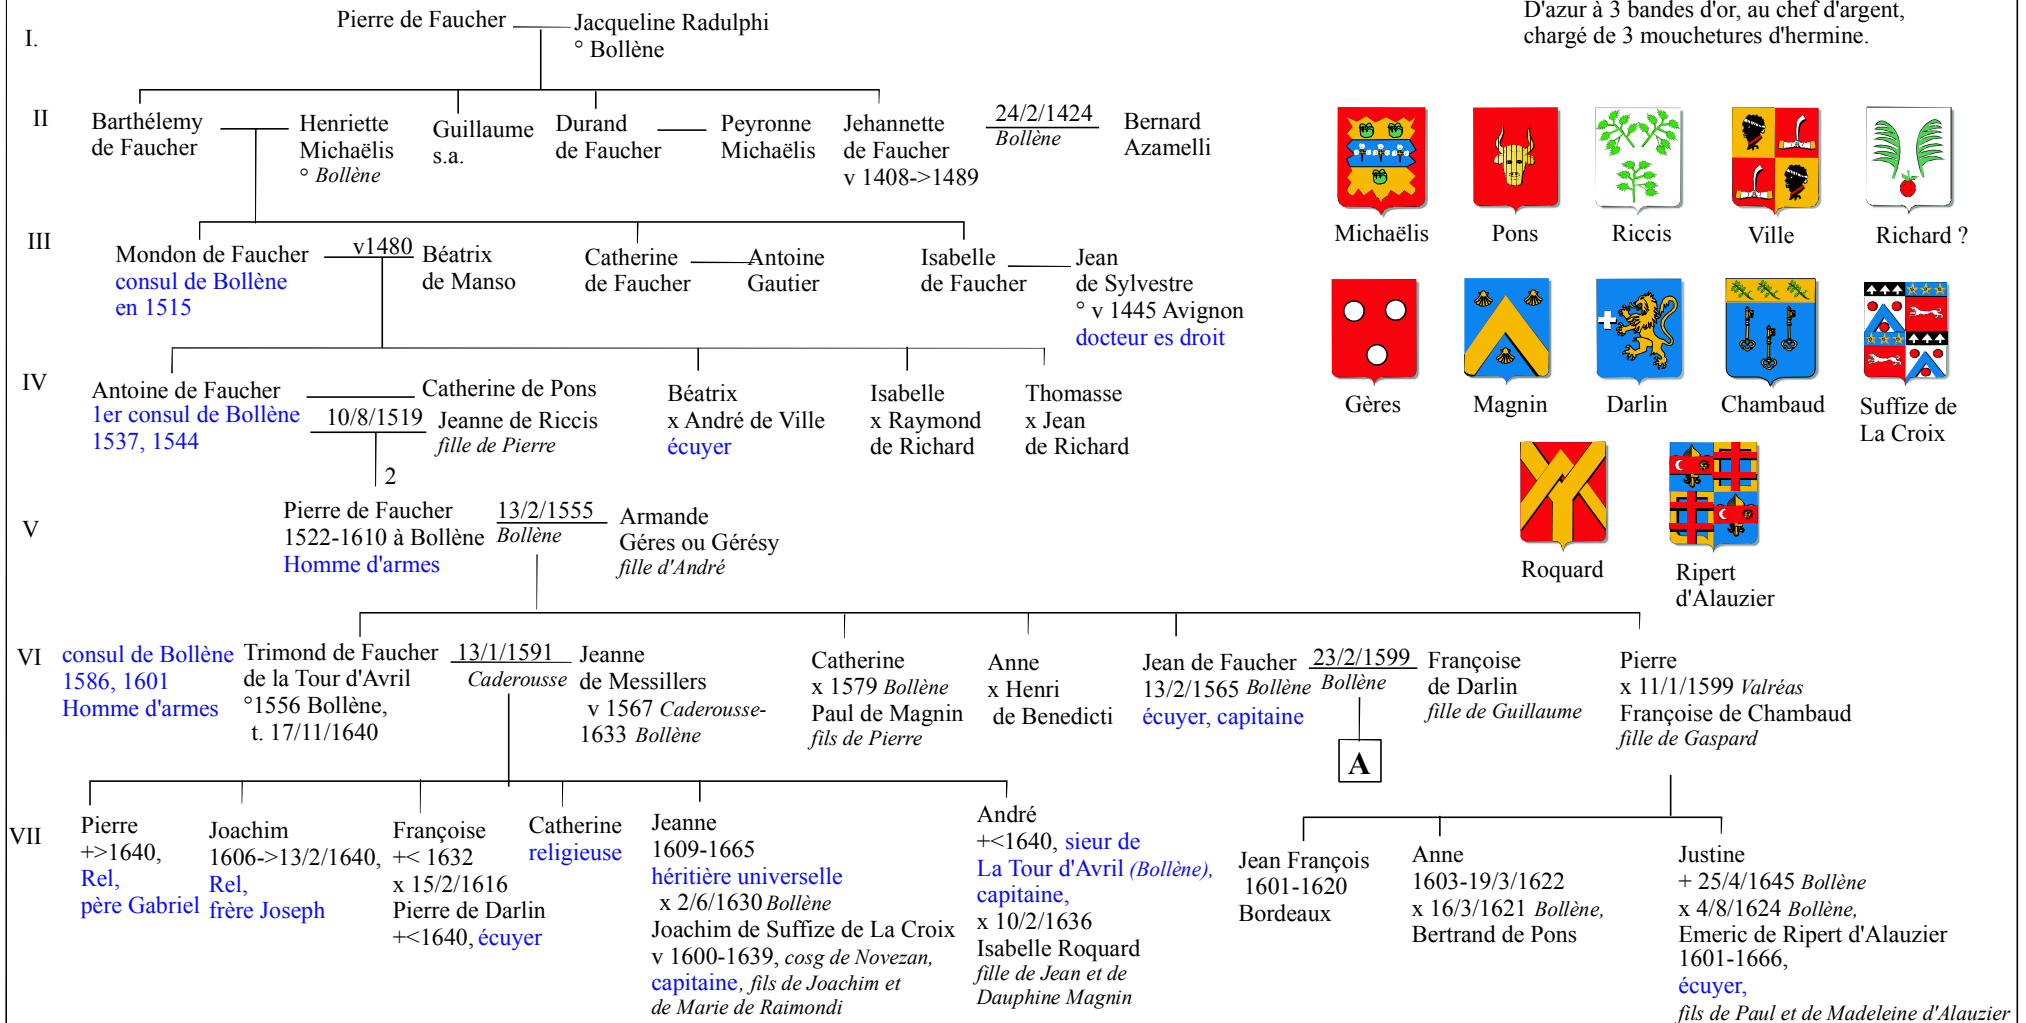 D'azur à 3 bandes d'or, au chef d'argent,
chargé de 3 mouchetures d'hermine.
I.
Pierre de Faucher
Jacqueline Radulphi
° Bollène
II
Barthélemy
de Faucher
Henriette
Michaëlis
° Bollène
Guillaume
s.a.
Durand
de Faucher
Peyronne
Michaëlis
Jehannette
de Faucher
v 1408->1489
24/2/1424
Bollène
Bernard
Azamelli
Michaëlis
Pons
Riccis
Ville
Richard ?
III
Mondon de Faucher
consul de Bollène
en 1515
v1480
Béatrix
de Manso
Catherine
de Faucher
Antoine
Gautier
Isabelle
de Faucher
Jean
de Sylvestre
° v 1445 Avignon
docteur es droit
Gères
Magnin
Darlin
Chambaud
Suffize de
La Croix
IV
Antoine de Faucher
1er consul de Bollène
1537, 1544
Catherine de Pons
10/8/1519
Jeanne de Riccis
fille de Pierre
2
Béatrix
x André de Ville
écuyer
Isabelle
x Raymond
de Richard
Thomasse
x Jean
de Richard
Roquard
Ripert
d'Alauzier
V
Pierre de Faucher
1522-1610 à Bollène
Homme d'armes
13/2/1555
Bollène
Armande
Géres ou Gérésy
fille d'André
VI
consul de Bollène
1586, 1601
Homme d'armes
Trimond de Faucher
de la Tour d'Avril
°1556 Bollène,
t. 17/11/1640
13/1/1591
Caderousse
Jeanne
de Messillers
v 1567 Caderousse-
1633 Bollène
Catherine
x 1579 Bollène
Paul de Magnin
fils de Pierre
Anne
x Henri
de Benedicti
Jean de Faucher
13/2/1565 Bollène
écuyer, capitaine
23/2/1599
Bollène
Françoise
de Darlin
fille de Guillaume
A
Pierre
x 11/1/1599 Valréas
Françoise de Chambaud
fille de Gaspard
VII
Pierre
+>1640,
Rel,
père Gabriel
Joachim
1606->13/2/1640,
Rel,
frère Joseph
Françoise
+< 1632
x 15/2/1616
Pierre de Darlin
+<1640, écuyer
Catherine
religieuse
Jeanne
1609-1665
héritière universelle
x 2/6/1630 Bollène
Joachim de Suffize de La Croix
v 1600-1639, cosg de Novezan,
capitaine, fils de Joachim et
de Marie de Raimondi
André
+<1640, sieur de
La Tour d'Avril (Bollène),
capitaine,
x 10/2/1636
Isabelle Roquard
fille de Jean et de
Dauphine Magnin
Jean François
1601-1620
Bordeaux
Anne
1603-19/3/1622
x 16/3/1621 Bollène,
Bertrand de Pons
Justine
+ 25/4/1645 Bollène
x 4/8/1624 Bollène,
Emeric de Ripert d'Alauzier
1601-1666,
écuyer,
fils de Paul et de Madeleine d'Alauzier